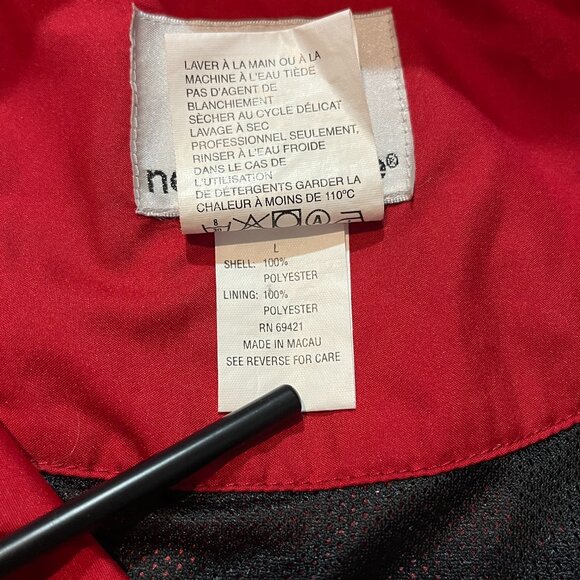 LAVER À LA MAIN OU À LA
MACHINE À L'EAU TIÈDE
PAS D'AGENT DE
BLANCHIEMENT
SÈCHER AU CYCLE DÉLICAT
LAVAGE À SEC
PROFESSIONNEL SEULEMENT,
RINSER À L'EAU FROIDE
DANS LE CAS DE
L'UTILISATION
DE DÉTERGENTS GARDER LA
CHALEUR À MOINS DE 110°C
L
SHELL: 100%
POLYESTER
LINING: 100%
POLYESTER
RN 69421
MADE IN MACAU
SEE REVERSE FOR CARE